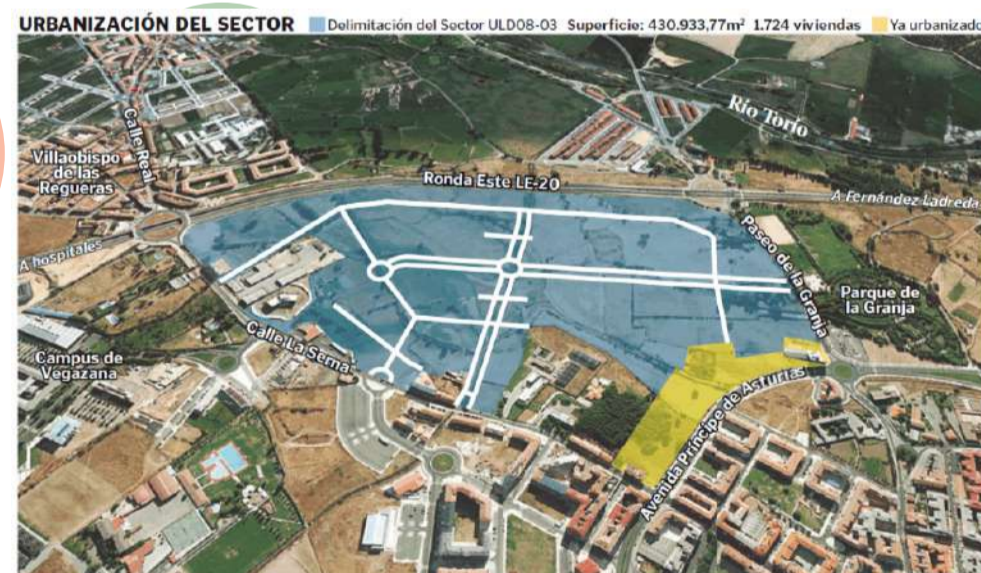 URBANIZACIÓN DEL SECTOR
Delimitación del Sector ULD08-03 Superficie: 430.933,77m² 1.724 viviendas
Ya urbanizado
Río Torío
Calle Real
Villaobispo
de las
Regueras
Ronda Este LE-20
A Fernández Ladreda
A hospitales
Paseo de la Granja
Parque de
la Granja
Calle La Serna
Campus de
Vegazana
Avenida Príncipe de Asturias